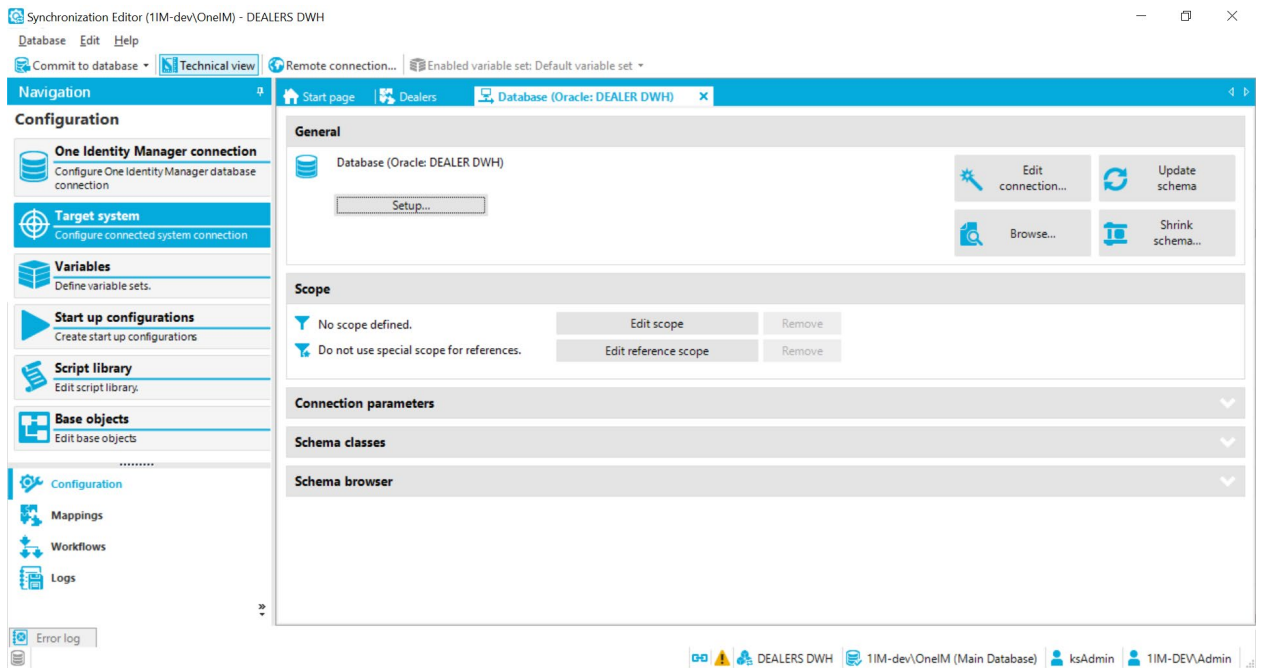 Synchronization Editor (1IM-dev\OneIM) - DEALERS DWH
Database Edit Help
Commit to database Technical view Remote connection... Enabled variable set: Default variable set
Navigation
Configuration
One Identity Manager connection
Configure One Identity Manager database
connection
Target system
Configure connected system connection
Variables
Define variable sets.
Start up configurations
Create start up configurations
Script library
Edit script library.
Base objects
Edit base objects
Configuration
Mappings
Workflows
Logs
Start page Dealers Database (Oracle: DEALER DWH)
General
Database (Oracle: DEALER DWH)
Setup...
Edit
connection...
Update
schema
Browse...
Shrink
schema...
Scope
No scope defined. Edit scope Remove
Do not use special scope for references. Edit reference scope Remove
Connection parameters
Schema classes
Schema browser
Error log
DEALERS DWH 1IM-dev\OneIM (Main Database) ksAdmin 1IM-DEV\Admin